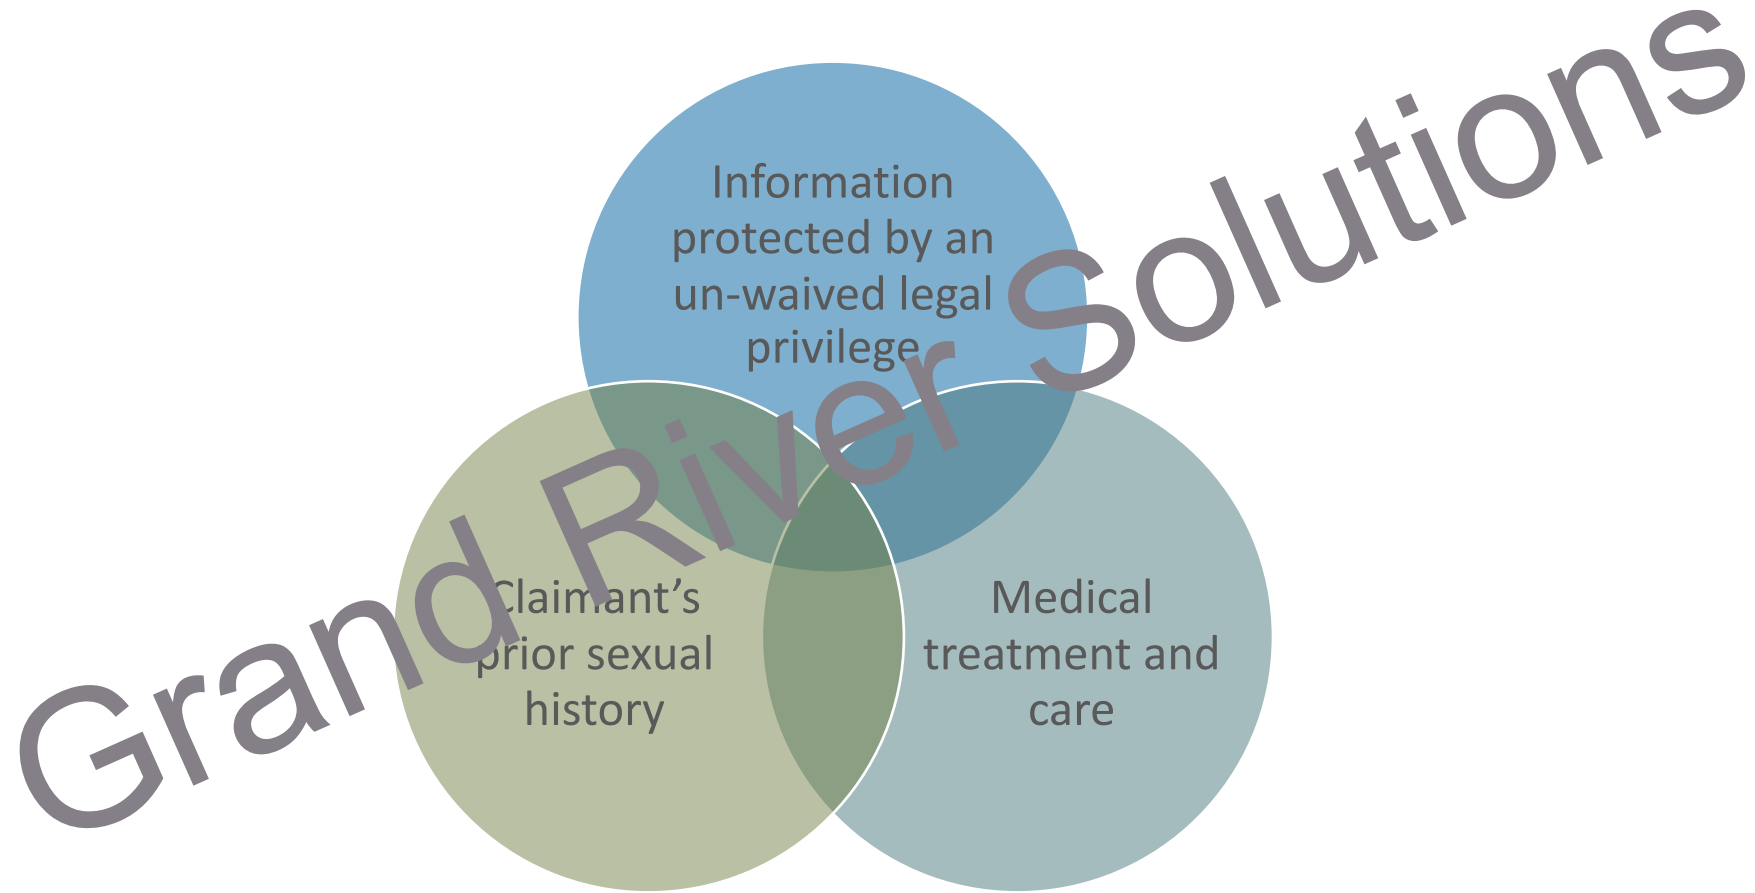 Information
protected by an
un-waived legal
privilege
Claimant’s
prior sexual
history
Medical
treatment and
care
Grand River Solutions